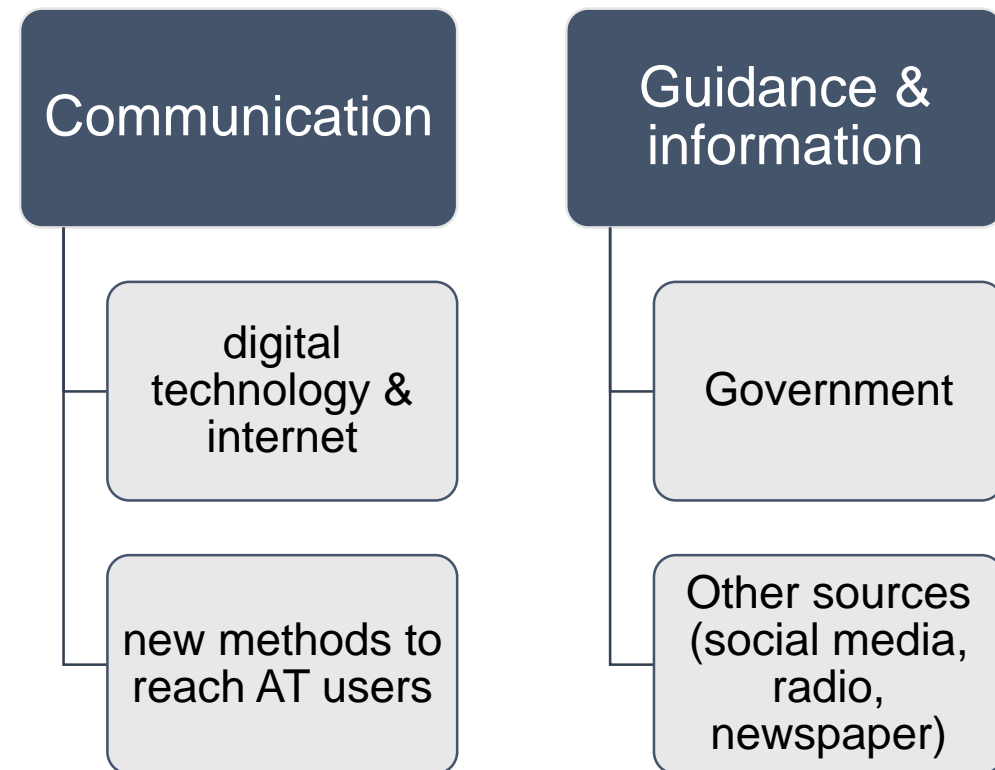 Communication
digital
technology &
internet
new methods to
reach AT users
Guidance &
information
Government
Other sources
(social media,
radio,
newspaper)